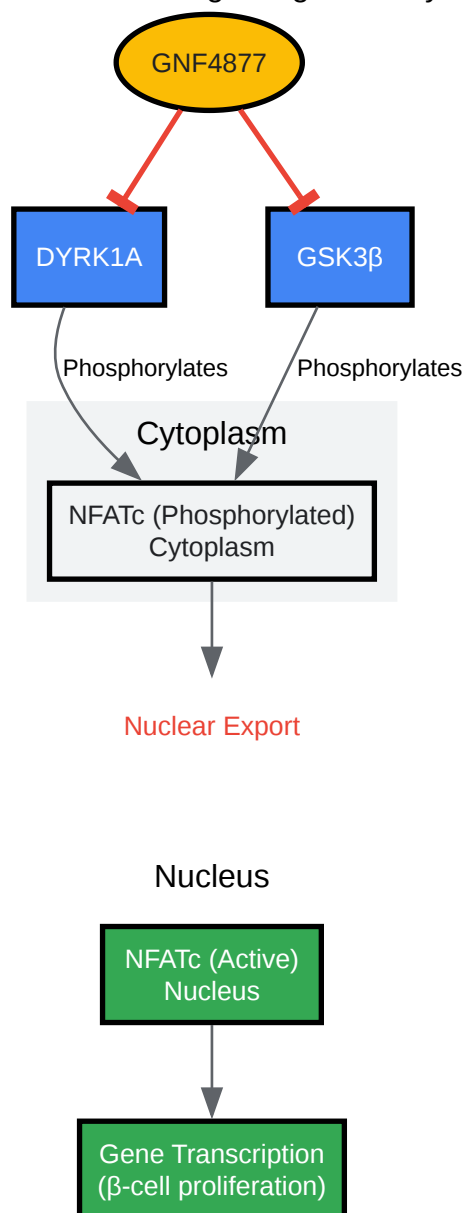 GNF4877
DYRK1A
GSK3β
Phosphorylates
Phosphorylates
Cytoplasm
NFATc (Phosphorylated)
Cytoplasm
Nuclear Export
Nucleus
NFATc (Active)
Nucleus
Gene Transcription
(β-cell proliferation)